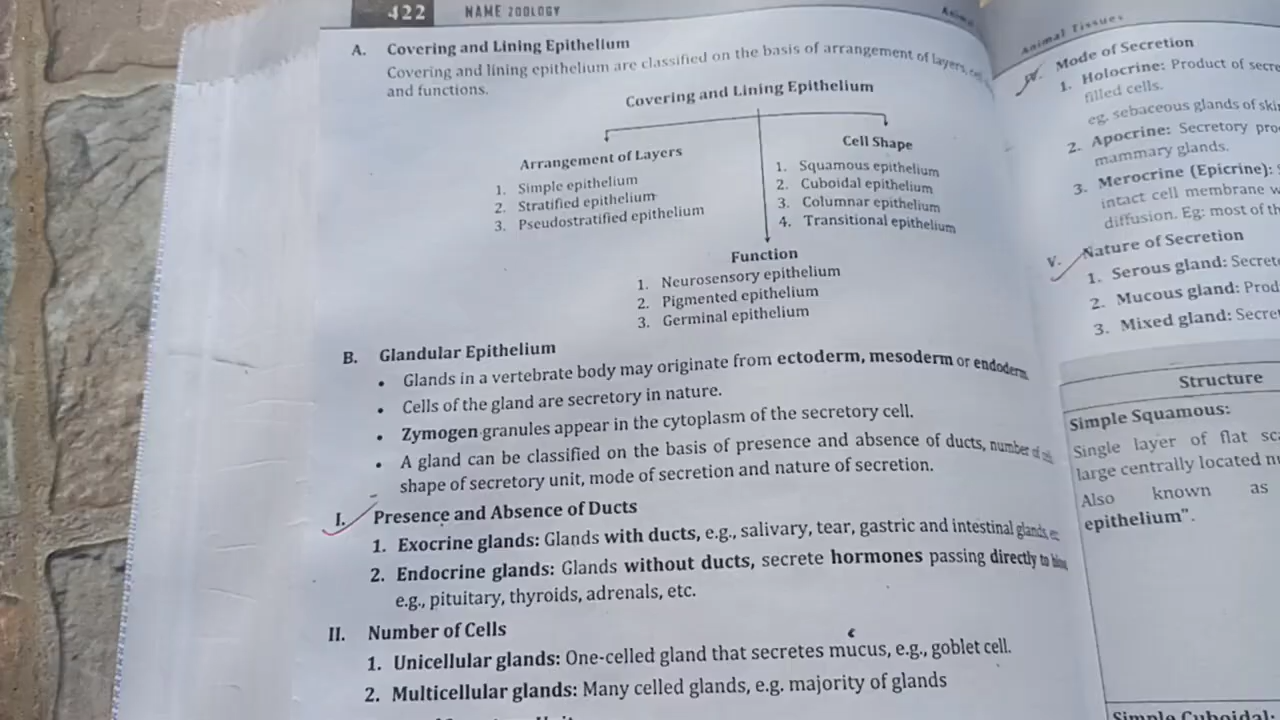 422 NAME ZOOLOGY
A. Covering and Lining Epithelium
Covering and lining epithelium are classified on the basis of arrangement of layers,
and functions.
Covering and Lining Epithelium
Arrangement of Layers
1. Simple epithelium
2. Stratified epithelium
3. Pseudostratified epithelium
Cell Shape
1. Squamous epithelium
2. Cuboidal epithelium
3. Columnar epithelium
4. Transitional epithelium
Function
1. Neurosensory epithelium
2. Pigmented epithelium
3. Germinal epithelium
B. Glandular Epithelium
• Glands in a vertebrate body may originate from ectoderm, mesoderm or endoderm
• Cells of the gland are secretory in nature.
• Zymogen granules appear in the cytoplasm of the secretory cell.
• A gland can be classified on the basis of presence and absence of ducts, number of
shape of secretory unit, mode of secretion and nature of secretion.
I. Presence and Absence of Ducts
1. Exocrine glands: Glands with ducts, e.g., salivary, tear, gastric and intestinal glands,
2. Endocrine glands: Glands without ducts, secrete hormones passing directly to
e.g., pituitary, thyroids, adrenals, etc.
II. Number of Cells
1. Unicellular glands: One-celled gland that secretes mucus, e.g., goblet cell.
2. Multicellular glands: Many celled glands, e.g. majority of glands
Animal Tissues
Mode of Secretion
1. Holocrine: Product of secre
filled cells.
eg. sebaceous glands of ski
2. Apocrine: Secretory pro
mammary glands.
3. Merocrine (Epicrine):
intact cell membrane
diffusion. Eg: most of th
V. Nature of Secretion
1. Serous gland: Secret
2. Mucous gland: Prod
3. Mixed gland: Secre
Structure
Simple Squamous:
Single layer of flat
large centrally located
Also known as
epithelium".
Simple Cuboidal: